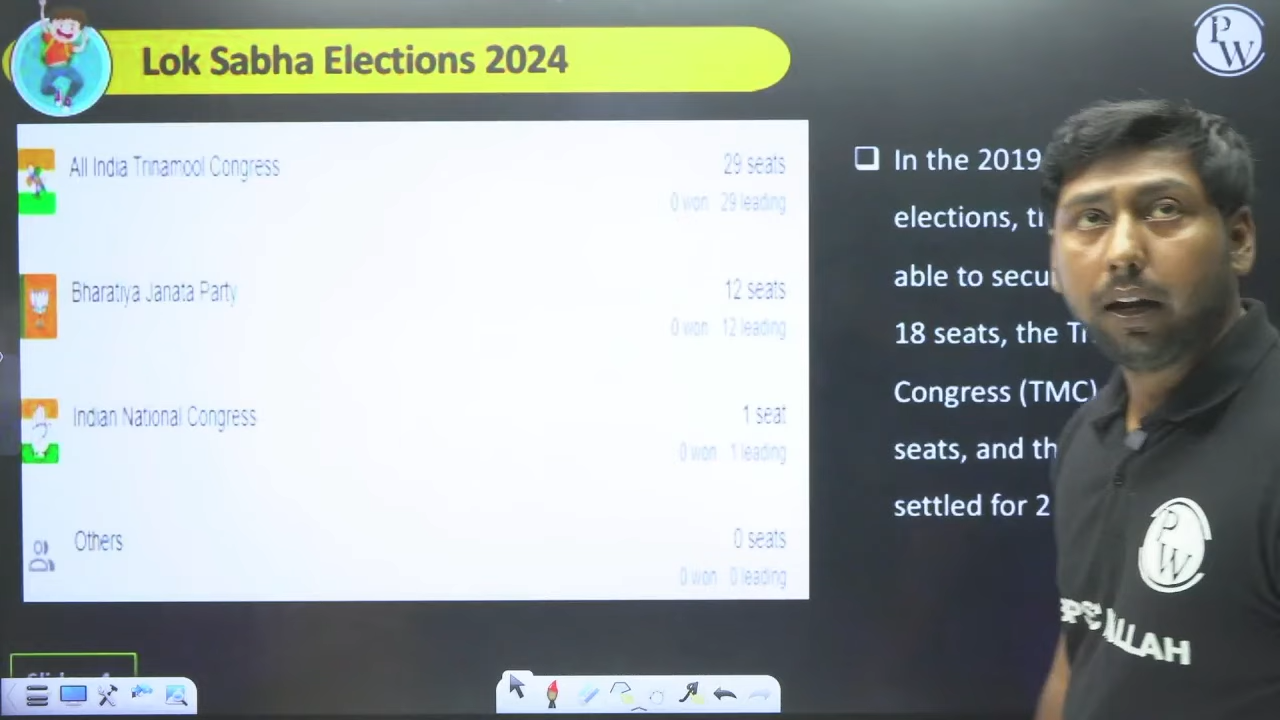 Lok Sabha Elections 2024
PW
All India Trinamool Congress 29 seats
0 won 29 leading
Bharatiya Janata Party 12 seats
0 won 12 leading
Indian National Congress 1 seat
0 won 1 leading
Others 0 seats
0 won 0 leading
In the 2019
elections,
able to
18 seats, the
Congress (TMC)
seats, and
settled for 2
PW